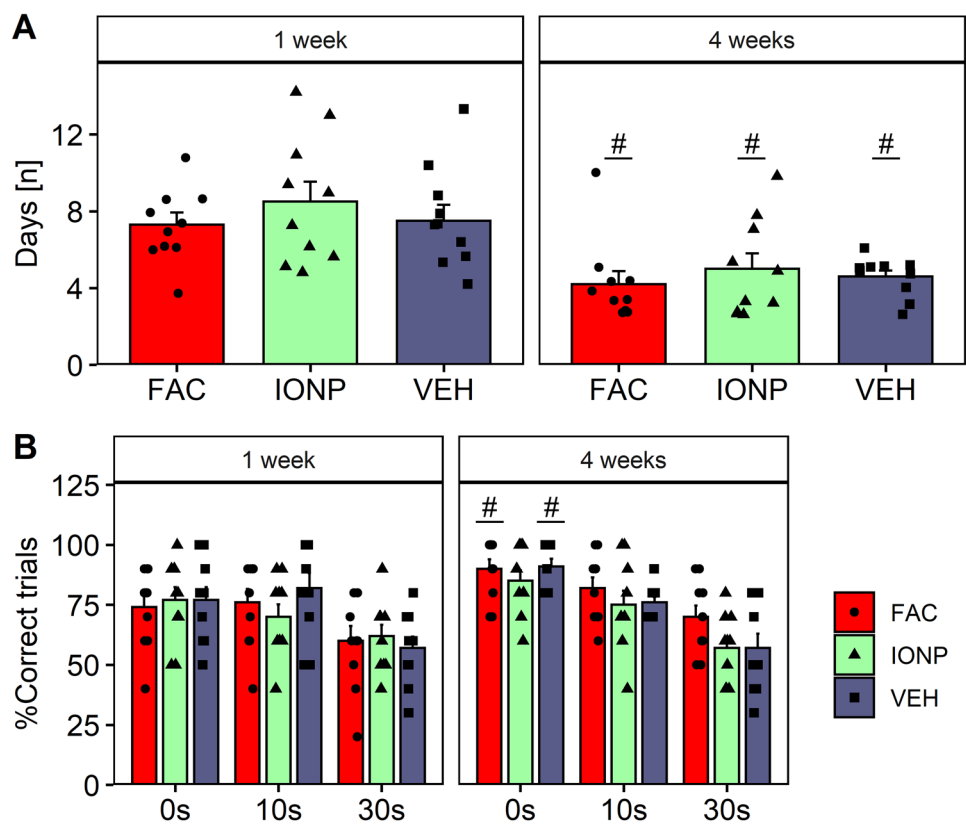 A
1 week
4 weeks
Days [n]
12
8
4
0
# # #
FAC IONP VEH
FAC IONP VEH
B
1 week
4 weeks
%Correct trials
125
100
75
50
25
0
# #
0s 10s 30s
0s 10s 30s
FAC
IONP
VEH